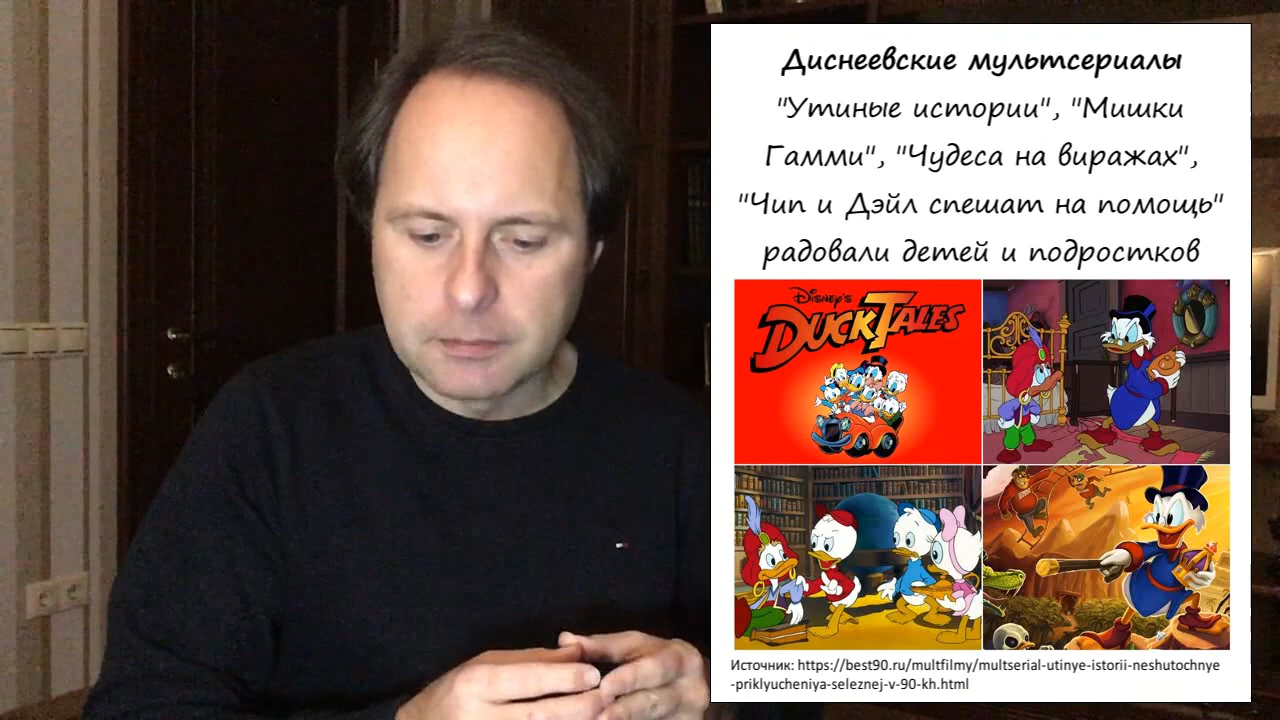 Диснеевские мультсериалы
"Утиные истории", "Мишки
Гамми", "Чудеса на виражах",
"Чип и Дэйл спешат на помощь"
радовали детей и подростков
Disney's
DuckTales
Источник: https://best90.ru/multfilmy/multserial-utinye-istorii-neshutochnye
-priklyucheniya-seleznej-v-90-kh.html